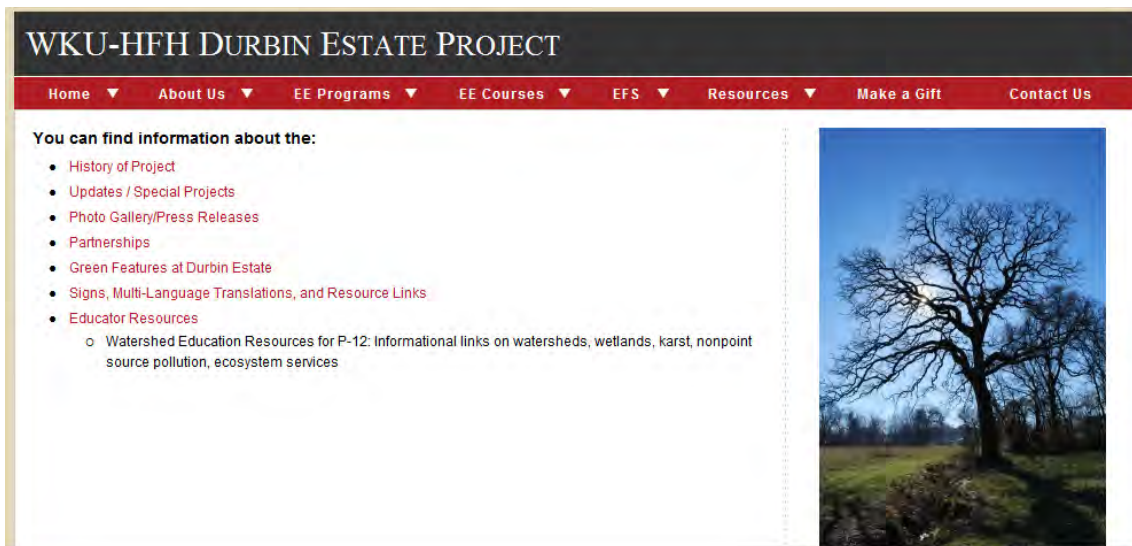 WKU-HFH DURBIN ESTATE PROJECT
Home ▼ About Us ▼ EE Programs ▼ EE Courses ▼ EFS ▼ Resources ▼ Make a Gift Contact Us
You can find information about the:
• History of Project
• Updates / Special Projects
• Photo Gallery/Press Releases
• Partnerships
• Green Features at Durbin Estate
• Signs, Multi-Language Translations, and Resource Links
• Educator Resources
o Watershed Education Resources for P-12: Informational links on watersheds, wetlands, karst, nonpoint
source pollution, ecosystem services